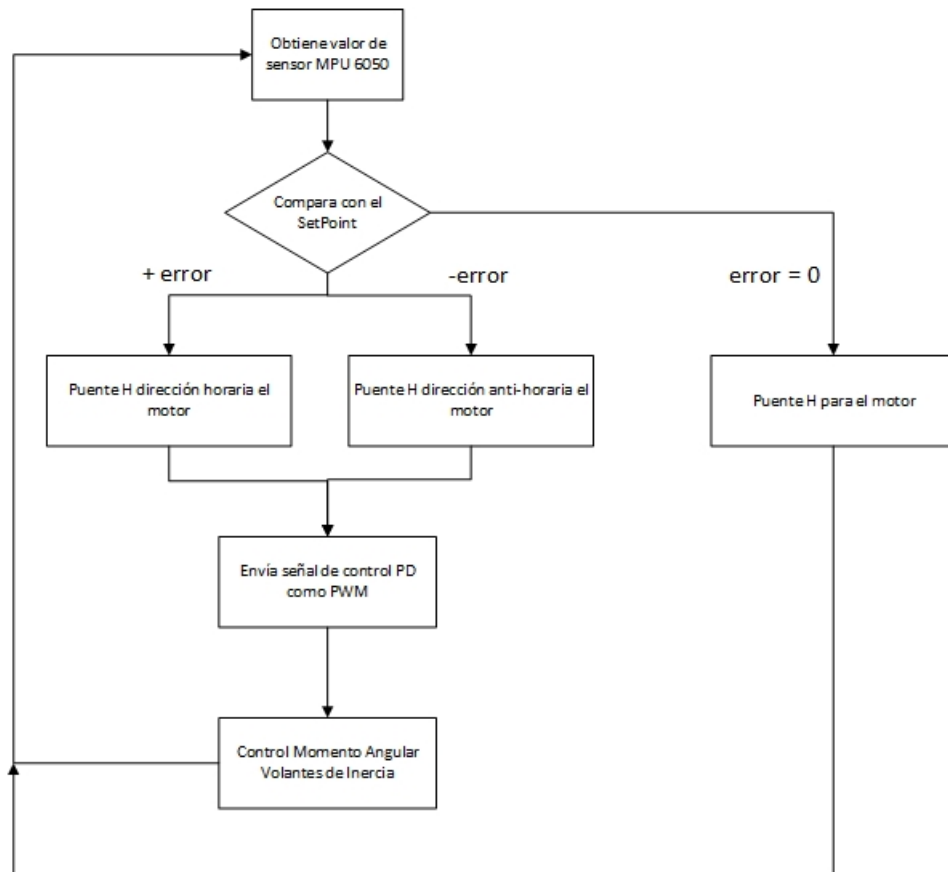 Obtiene valor de
sensor MPU 6050
Compara con el
SetPoint
+ error
-error
error = 0
Puente H dirección horaria el
motor
Puente H dirección anti-horaria el
motor
Puente H para el motor
Envía señal de control PD
como PWM
Control Momento Angular
Volantes de Inercia